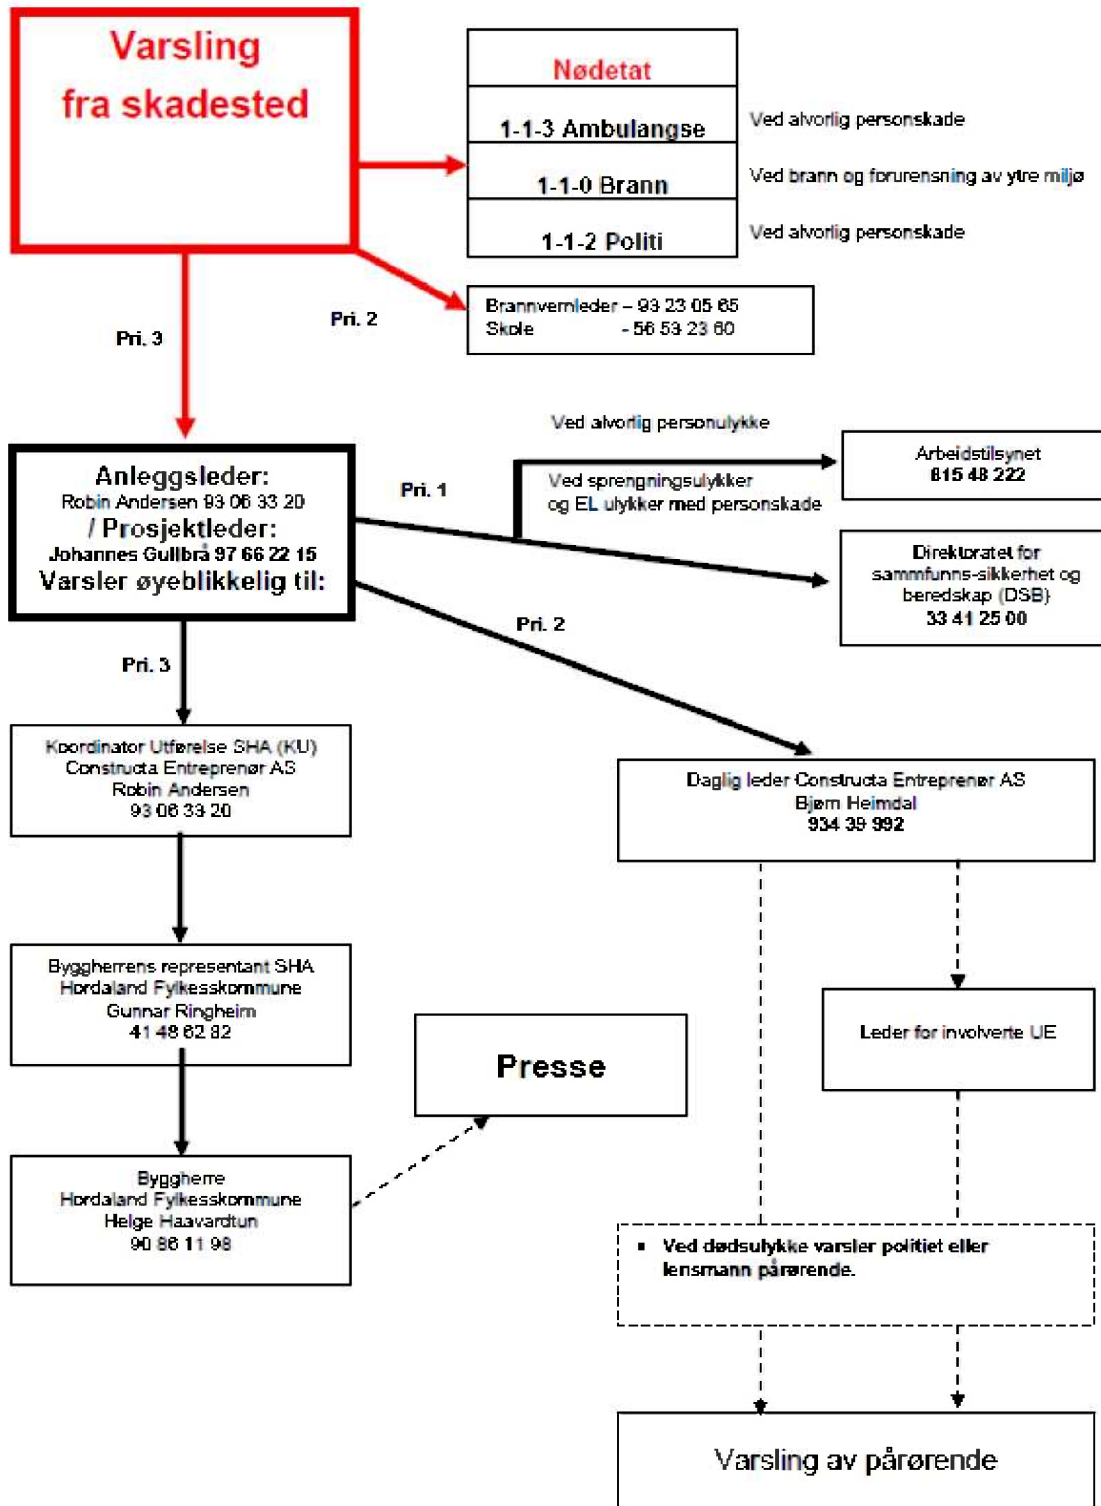 Varsling
fra skadested
Nødetat
1-1-3 Ambulangse
Ved alvorlig personskade
1-1-0 Brann
Ved brann og forurensning av ytre miljø
1-1-2 Politi
Ved alvorlig personskade
Pri. 2
Brannvernleder – 93 23 05 65
Skole - 56 53 23 60
Pri. 3
Anleggsleder:
Robin Andersen 93 06 33 20
/ Prosjektleder:
Johannes Gullbrå 97 66 22 15
Varsler øyeblikkelig til:
Pri. 1
Ved alvorlig personulykke
Ved sprengningsulykker
og EL ulykker med personskade
Arbeidstilsynet
815 48 222
Direktoratet for
sammfunns-sikkerhet og
beredskap (DSB)
33 41 25 00
Pri. 2
Pri. 3
Koordinator Utførelse SHA (KU)
Constructa Entreprenør AS
Robin Andersen
93 06 33 20
Daglig leder Constructa Entreprenør AS
Bjørn Heimdal
934 39 992
Byggherrens representant SHA
Hordaland Fylkesskommune
Gunnar Ringheim
41 48 62 82
Leder for involverte UE
Presse
Byggherre
Hordaland Fylkesskommune
Helge Haavardtun
90 86 11 98
▪ Ved dødsulykke varsler politiet eller
lensmann pårørende.
Varsling av pårørende